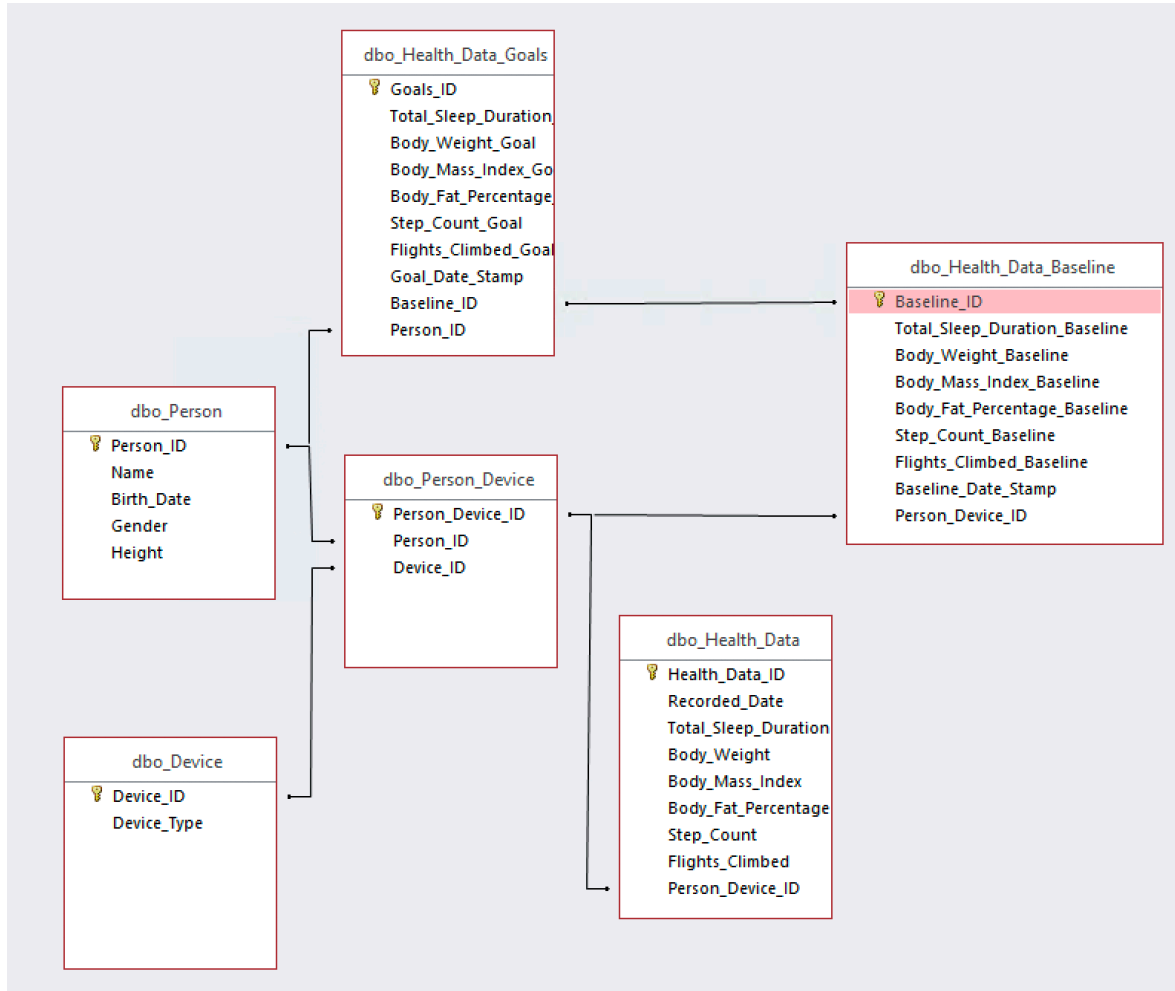 dbo_Health_Data_Goals
Goals_ID
Total_Sleep_Duration_
Body_Weight_Goal
Body_Mass_Index_Go
Body_Fat_Percentage_
Step_Count_Goal
Flights_Climbed_Goal
Goal_Date_Stamp
Baseline_ID
Person_ID
dbo_Health_Data_Baseline
Baseline_ID
Total_Sleep_Duration_Baseline
Body_Weight_Baseline
Body_Mass_Index_Baseline
Body_Fat_Percentage_Baseline
Step_Count_Baseline
Flights_Climbed_Baseline
Baseline_Date_Stamp
Person_Device_ID
dbo_Person
Person_ID
Name
Birth_Date
Gender
Height
dbo_Person_Device
Person_Device_ID
Person_ID
Device_ID
dbo_Health_Data
Health_Data_ID
Recorded_Date
Total_Sleep_Duration
Body_Weight
Body_Mass_Index
Body_Fat_Percentage
Step_Count
Flights_Climbed
Person_Device_ID
dbo_Device
Device_ID
Device_Type